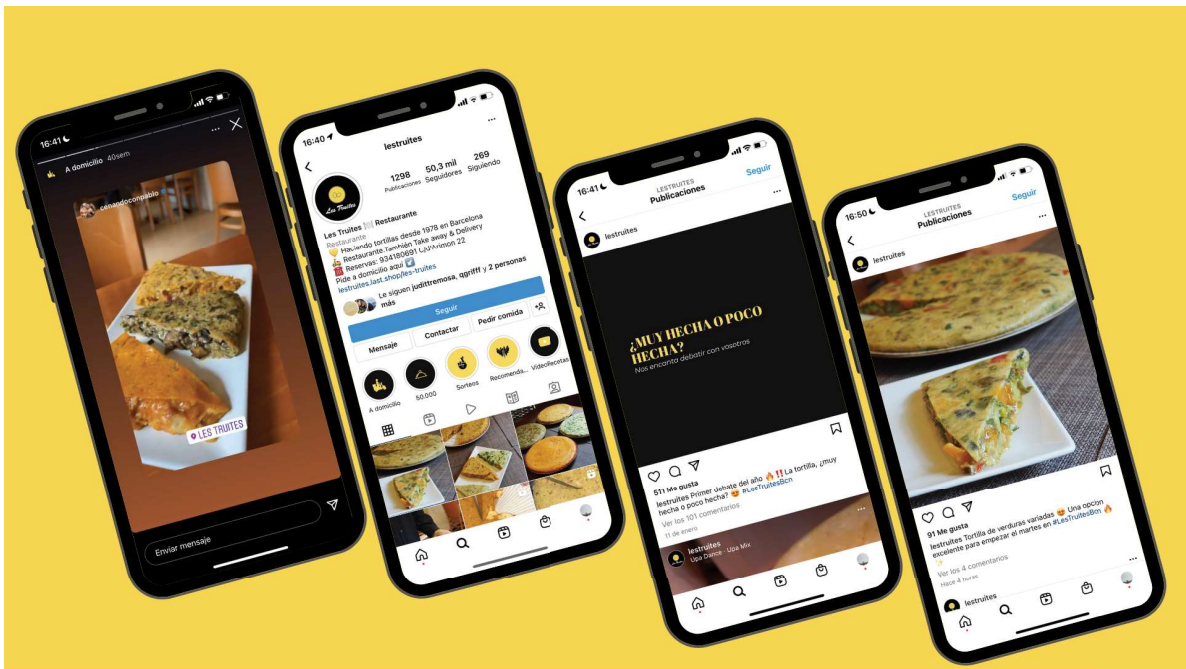 16:41
A domicilio 40sem
cenandoconpablo
LES TRUITES
Enviar mensaje
16:40
lestruites
1298
Publicaciones
50,3 mil
Seguidores
269
Siguiendo
Les Truites
Les Truites 🍽️ Restaurante
Restaurante
💛 Haciendo tortillas desde 1978 en Barcelona
Restaurante También Take away & Delivery
Reservas: 934180691
22
Pide a domicilio aquí ↙️
lestruites.last.shop/les-truites
Le siguen judittremosa, qgrifff y 2 personas
más
Seguir
Mensaje
Contactar
Pedir comida
A domicilio
50.000
Sorteos
Recomenda...
VideoRecetas
16:41
LESTRUITES
Publicaciones
Seguir
lestruites
¿MUY HECHA O POCO
HECHA?
Nos encanta debatir con vosotros
511 Me gusta
lestruites Primer debate del año 🔥‼️La tortilla, ¿muy
hecha o poco hecha? 😍 #LesTruitesBcn
Ver los 101 comentarios
11 de enero
lestruites
Upa Dance · Upa Mix
16:50
LESTRUITES
Publicaciones
Seguir
lestruites
91 Me gusta
lestruites Tortilla de verduras variadas 😍 Una opción
excelente para empezar el martes en #LesTruitesBcn 🔥
✨
Ver los 4 comentarios
Hace 4 horas
lestruites